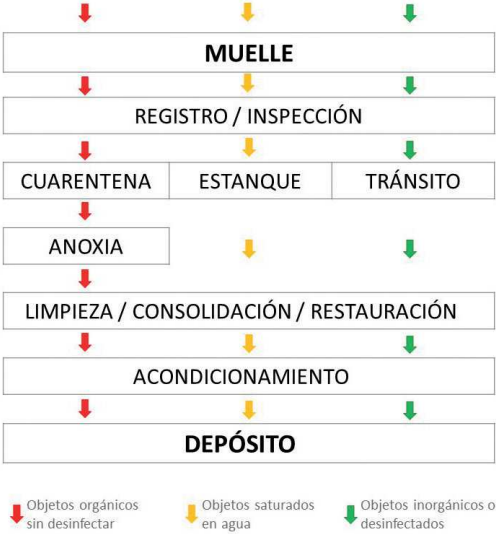 MUELLE
REGISTRO / INSPECCIÓN
CUARENTENA
ESTANQUE
TRÁNSITO
ANOXIA
LIMPIEZA / CONSOLIDACIÓN / RESTAURACIÓN
ACONDICIONAMIENTO
DEPÓSITO
Objetos orgánicos
sin desinfectar
Objetos saturados
en agua
Objetos inorgánicos o
desinfectados